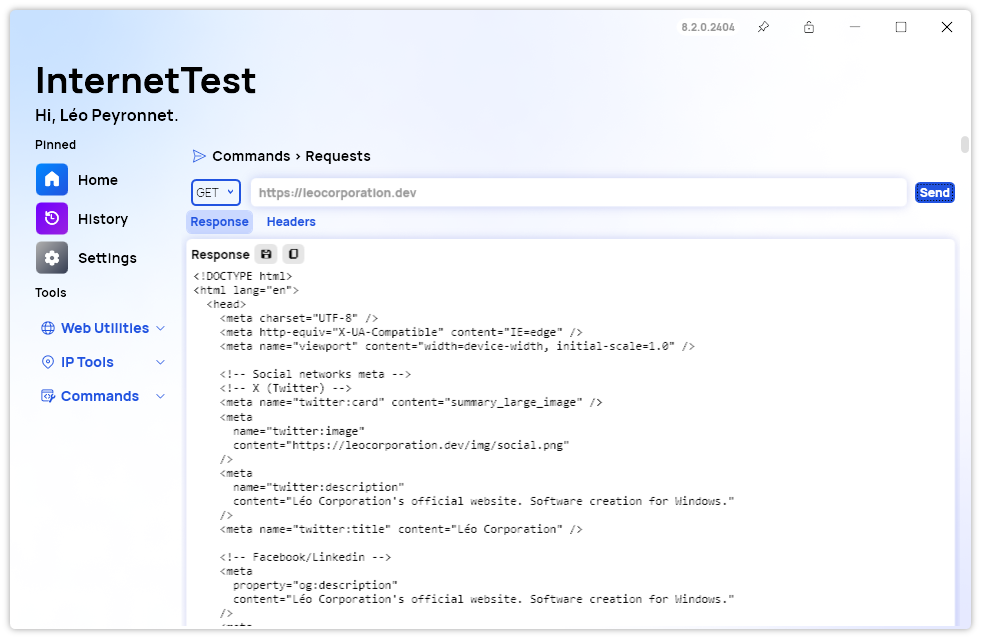 8.2.0.2404
InternetTest
Hi, Léo Peyronnet.
Pinned
Home
History
Settings
Tools
Web Utilities
IP Tools
Commands
Commands › Requests
GET
https://leocorporation.dev
Send
Response
Headers
Response
<!DOCTYPE html>
<html lang="en">
<head>
<meta charset="UTF-8" />
<meta http-equiv="X-UA-Compatible" content="IE=edge" />
<meta name="viewport" content="width=device-width, initial-scale=1.0" />
<!-- Social networks meta -->
<!-- X (Twitter) -->
<meta name="twitter:card" content="summary_large_image" />
<meta
name="twitter:image"
content="https://leocorporation.dev/img/social.png"
/>
<meta
name="twitter:description"
content="Léo Corporation's official website. Software creation for Windows."
/>
<meta name="twitter:title" content="Léo Corporation" />
<!-- Facebook/Linkedin -->
<meta
property="og:description"
content="Léo Corporation's official website. Software creation for Windows."
/>